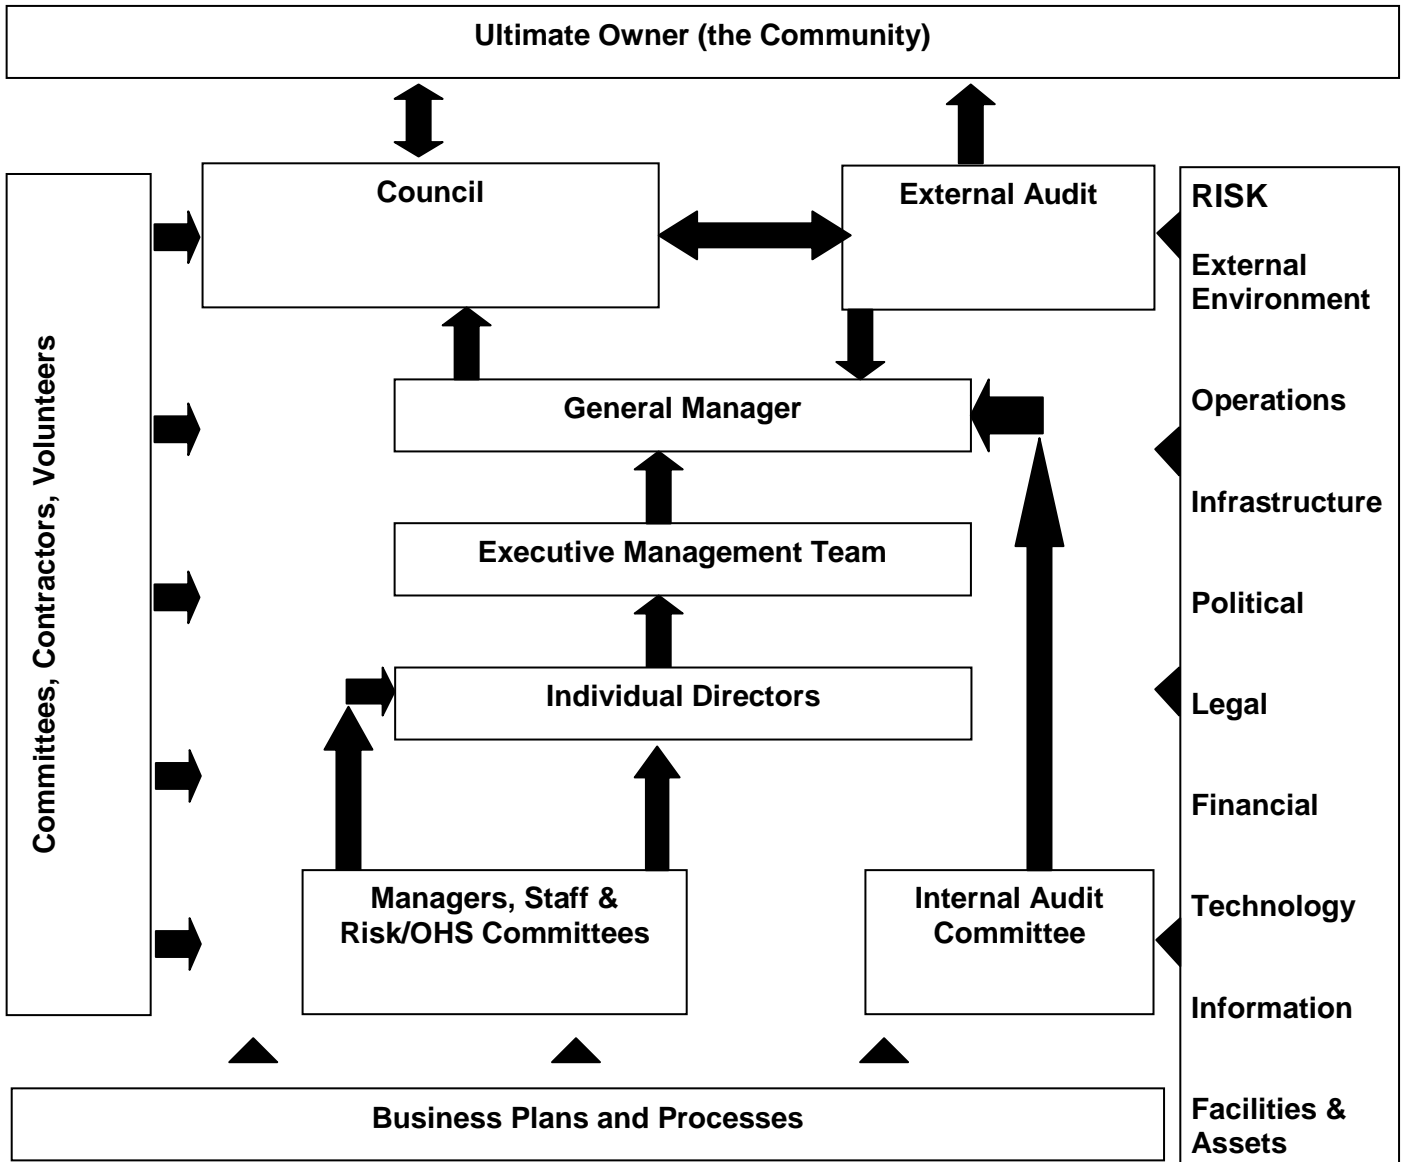 Ultimate Owner (the Community)
Council
External Audit
General Manager
Executive Management Team
Individual Directors
Managers, Staff &
Risk/OHS Committees
Internal Audit
Committee
Business Plans and Processes
Committees, Contractors, Volunteers
RISK
External
Environment
Operations
Infrastructure
Political
Legal
Financial
Technology
Information
Facilities &
Assets